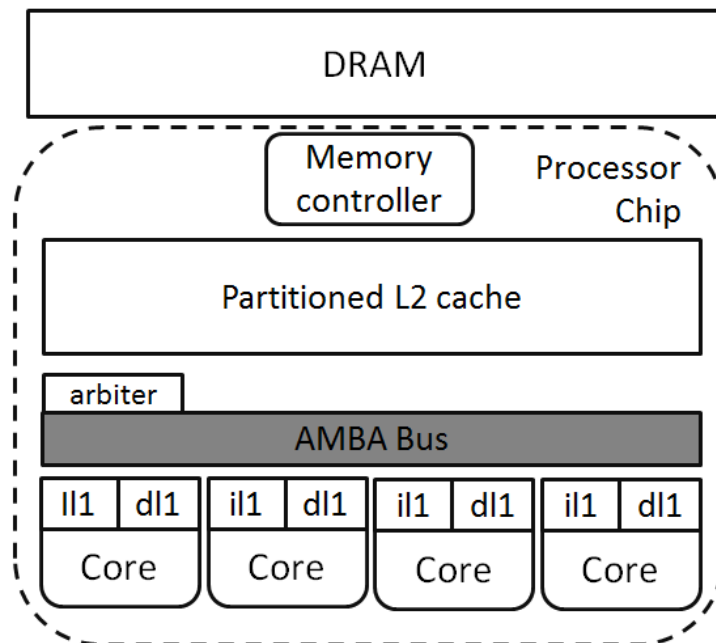 DRAM
Memory
controller
Processor
Chip
Partitioned L2 cache
arbiter
AMBA Bus
Il1 dl1 il1 dl1 il1 dl1 il1 dl1
Core Core Core Core